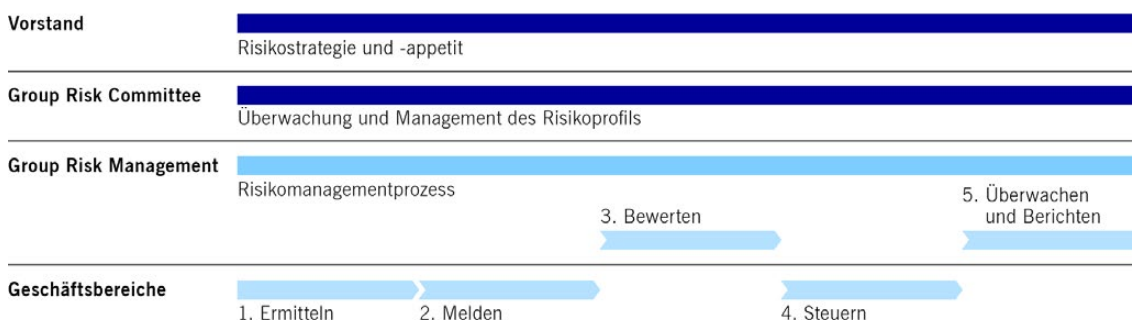 Vorstand
Risikostrategie und -appetit
Group Risk Committee
Überwachung und Management des Risikoprofils
Group Risk Management
Risikomanagementprozess
3. Bewerten
5. Überwachen
und Berichten
Geschäftsbereiche
1. Ermitteln
2. Melden
4. Steuern